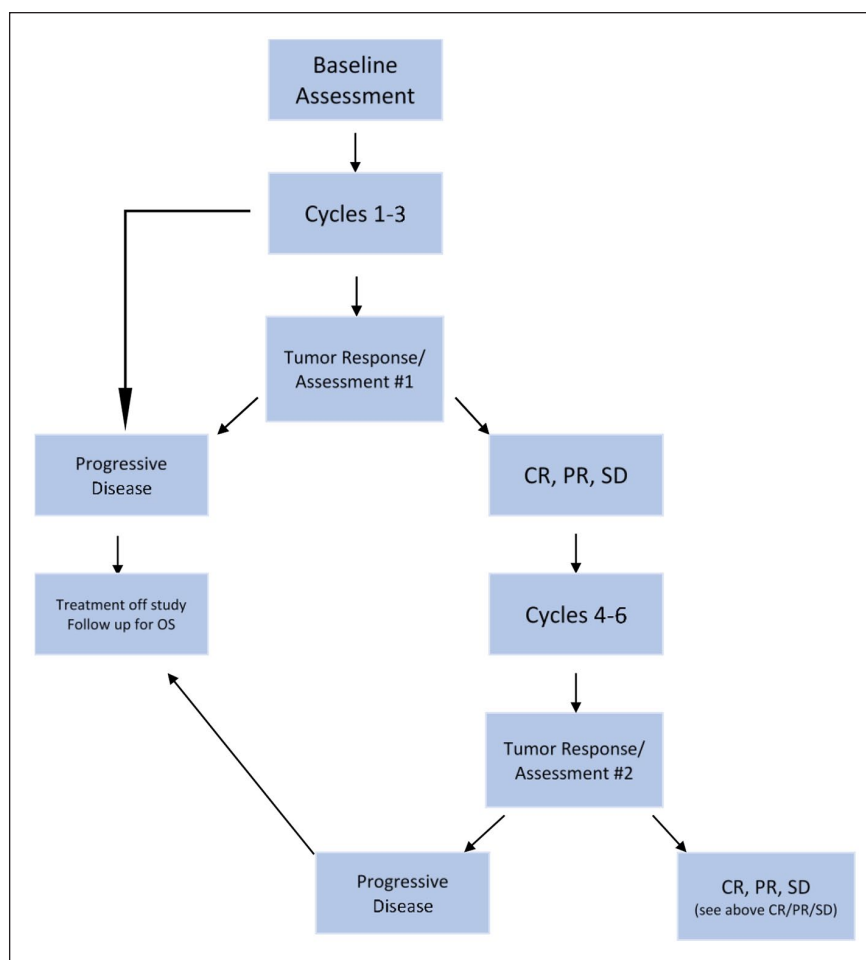 Baseline
Assessment
Cycles 1-3
Tumor Response/
Assessment #1
Progressive
Disease
CR, PR, SD
Treatment off study
Follow up for OS
Cycles 4-6
Tumor Response/
Assessment #2
Progressive
Disease
CR, PR, SD
(see above CR/PR/SD)